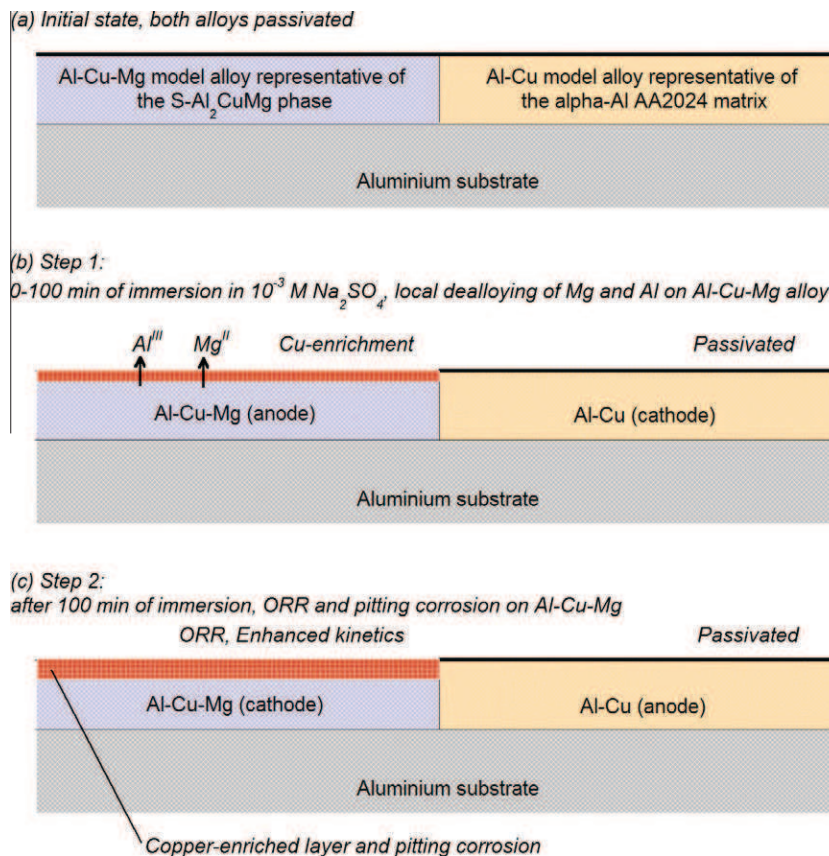 (a) Initial state, both alloys passivated
Al-Cu-Mg model alloy representative of
the S-Al₂CuMg phase
Al-Cu model alloy representative of
the alpha-Al AA2024 matrix
Aluminium substrate
(b) Step 1:
0-100 min of immersion in 10⁻³ M Na₂SO₄, local dealloying of Mg and Al on Al-Cu-Mg alloy
Alᴵᴵᴵ Mgᴵᴵ Cu-enrichment Passivated
Al-Cu-Mg (anode) Al-Cu (cathode)
Aluminium substrate
(c) Step 2:
after 100 min of immersion, ORR and pitting corrosion on Al-Cu-Mg
ORR, Enhanced kinetics Passivated
Al-Cu-Mg (cathode) Al-Cu (anode)
Aluminium substrate
Copper-enriched layer and pitting corrosion